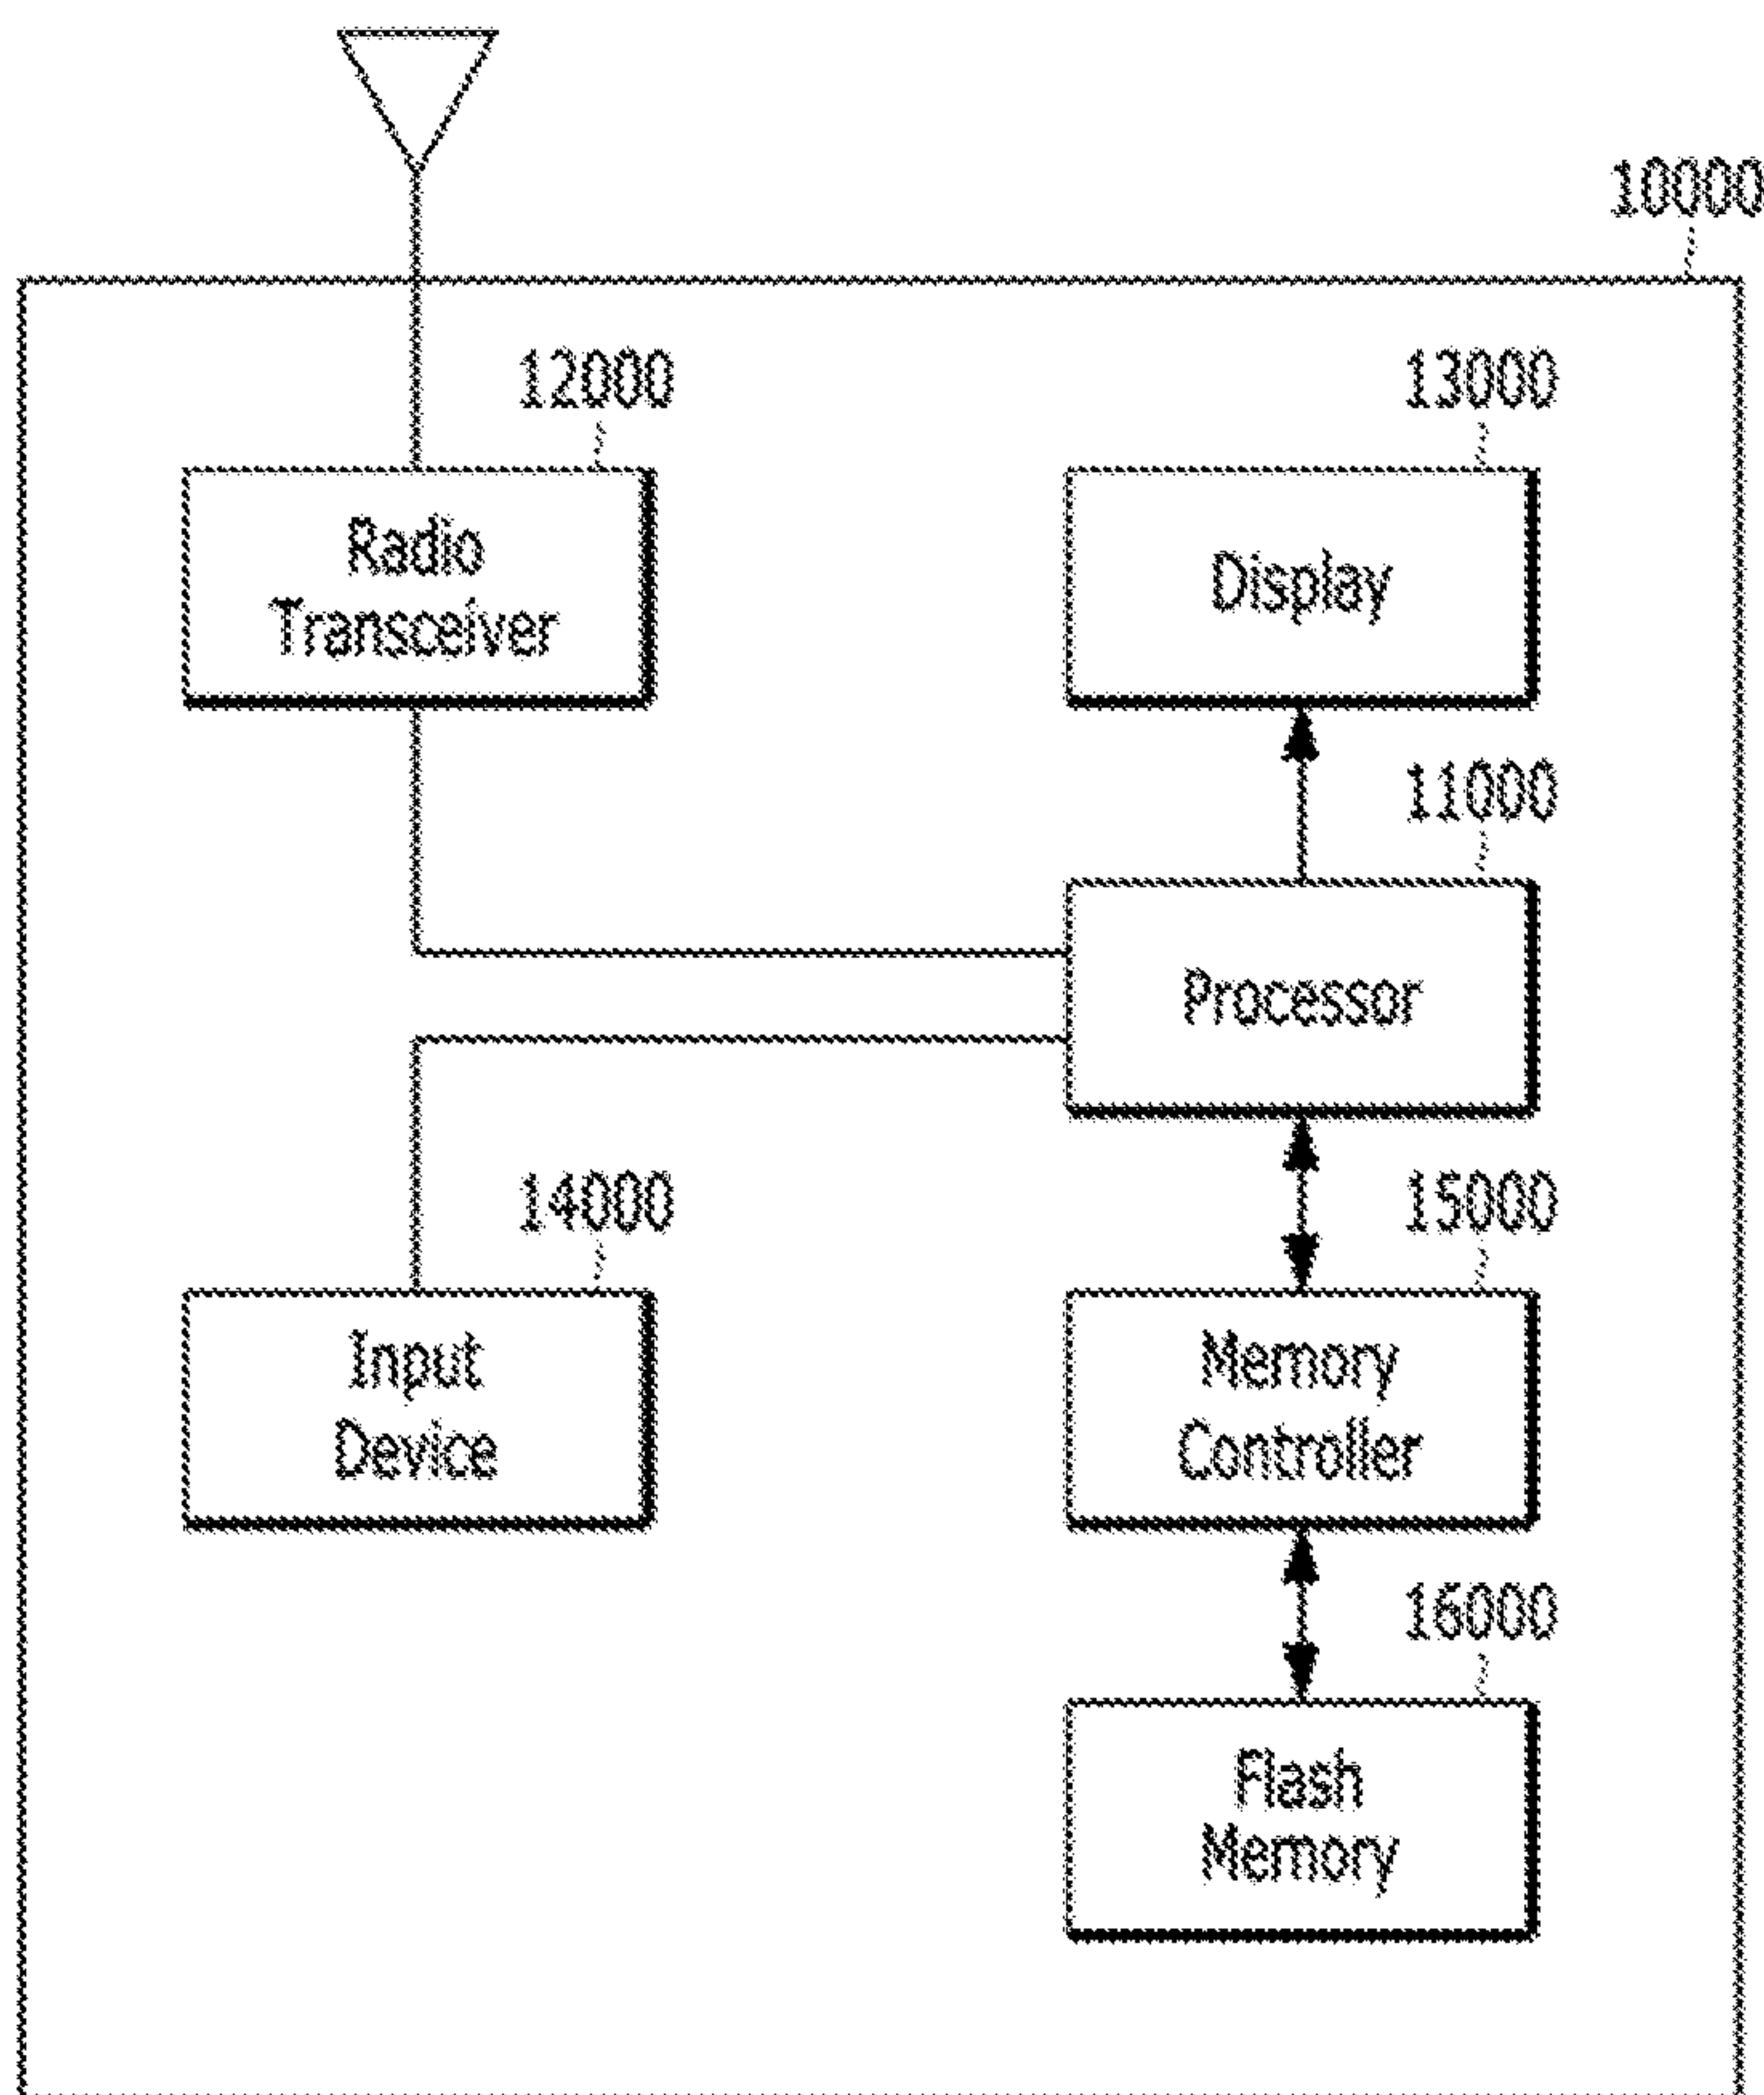 10000
12000
13000
Radio
Transceiver
Display
11000
Processor
14000
15000
Input
Device
Memory
Controller
16000
Flash
Memory